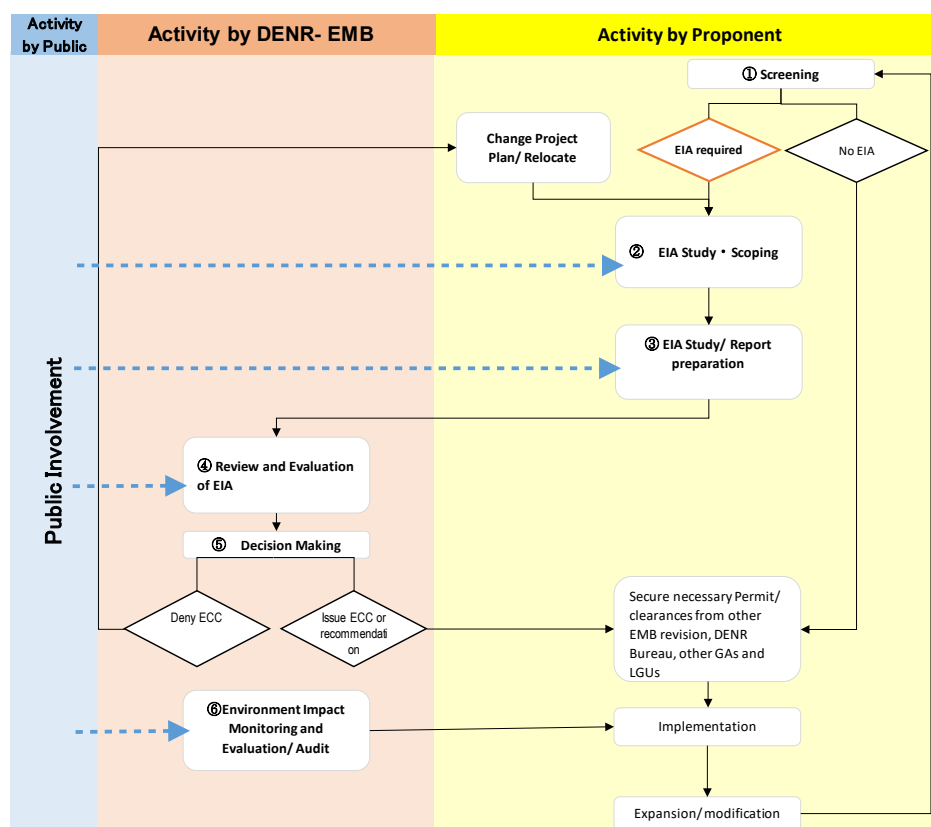 Activity
by Public
Activity by DENR- EMB
Activity by Proponent
① Screening
Change Project
Plan/ Relocate
EIA required
No EIA
② EIA Study・Scoping
③ EIA Study/ Report
preparation
Public Involvement
④ Review and Evaluation
of EIA
⑤ Decision Making
Deny ECC
Issue ECC or
recommendati
on
Secure necessary Permit/
clearances from other
EMB revision, DENR
Bureau, other GAs and
LGUs
⑥Environment Impact
Monitoring and
Evaluation/ Audit
Implementation
Expansion/modification